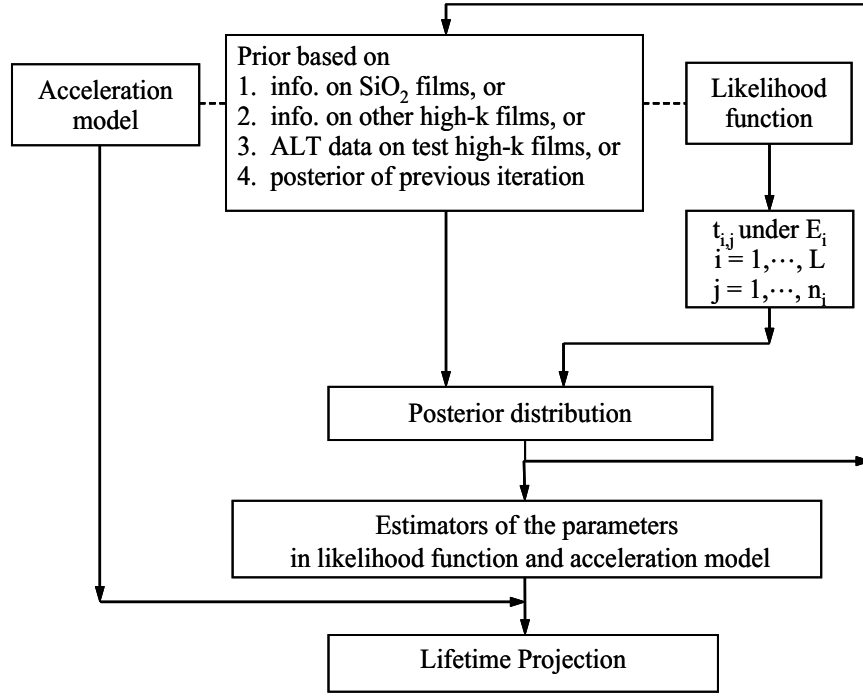 Prior based on
1. info. on SiO₂ films, or
2. info. on other high-k films, or
3. ALT data on test high-k films, or
4. posterior of previous iteration
Acceleration
model
Likelihood
function
tᵢ,ⱼ under Eᵢ
i = 1,⋯, L
j = 1,⋯, nᵢ
Posterior distribution
Estimators of the parameters
in likelihood function and acceleration model
Lifetime Projection